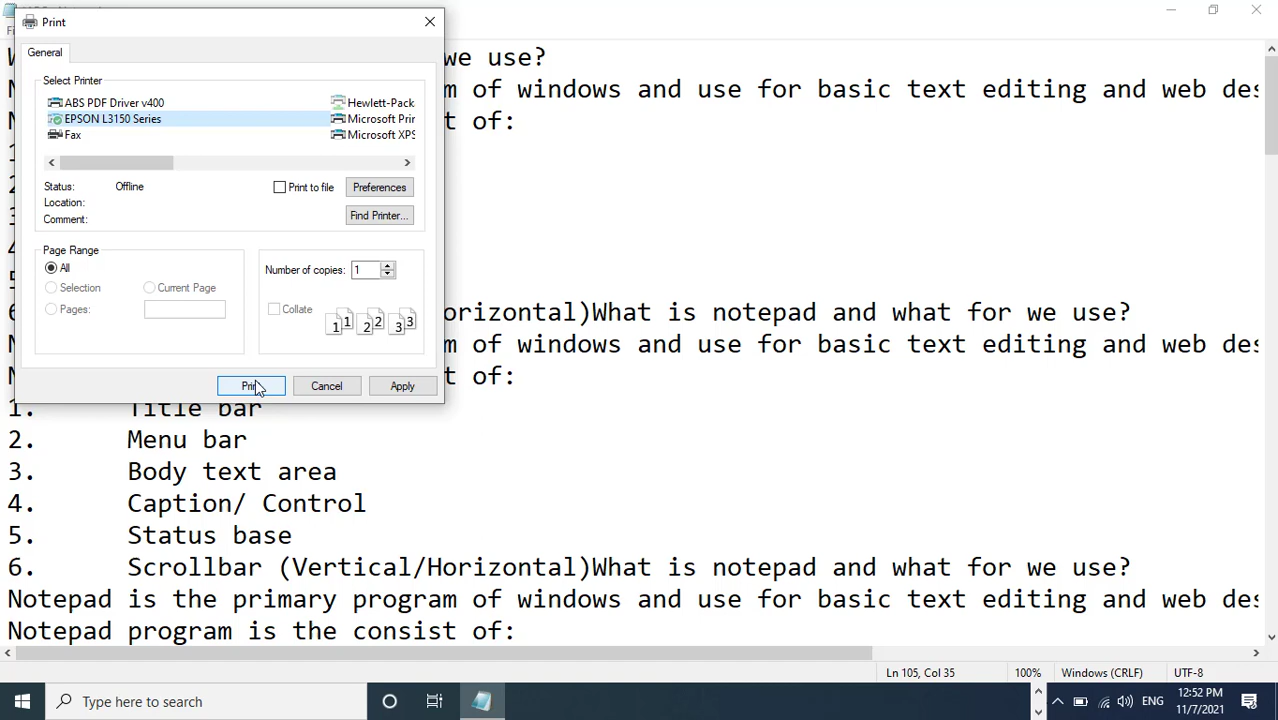 Print
General
Select Printer
ABS PDF Driver v400
Hewlett-Pack
EPSON L3150 Series
Microsoft Prir
Fax
Microsoft XPS
Status:
Offline
Print to file
Preferences
Location:
Comment:
Find Printer...
Page Range
All
Selection
Current Page
Pages:
Number of copies: 1
Collate
1 1 2 2 3 3
Cancel
Apply
we use?
m of windows and use for basic text editing and web des
t of:
orizontal)What is notepad and what for we use?
m of windows and use for basic text editing and web des
t of:
1. Title bar
2. Menu bar
3. Body text area
4. Caption/ Control
5. Status base
6. Scrollbar (Vertical/Horizontal)What is notepad and what for we use?
Notepad is the primary program of windows and use for basic text editing and web des
Notepad program is the consist of:
Ln 105, Col 35
100%
Windows (CRLF)
UTF-8
Type here to search
ENG
12:52 PM
11/7/2021